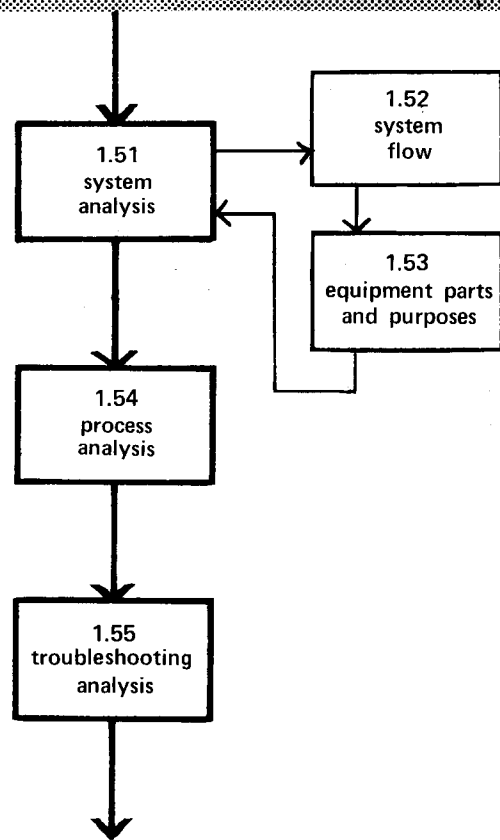 1.51
system
analysis
1.52
system
flow
1.53
equipment parts
and purposes
1.54
process
analysis
1.55
troubleshooting
analysis